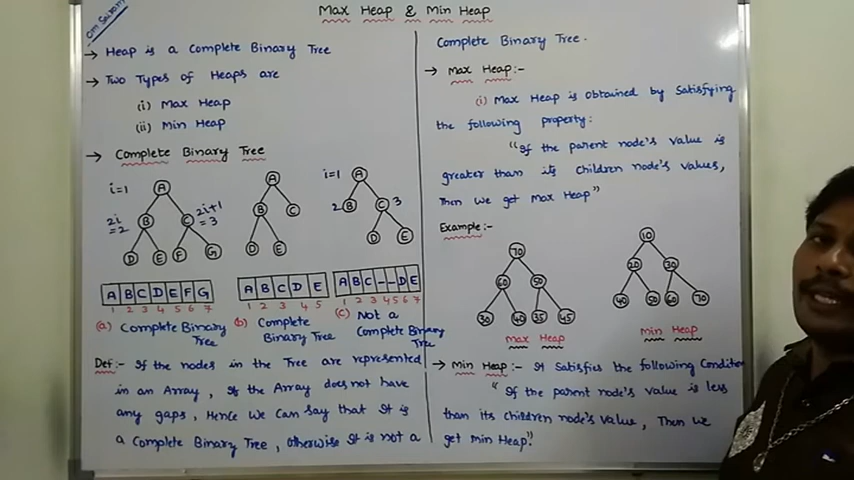 om sairam
Max Heap & Min Heap
→ Heap is a Complete Binary Tree
→ Two Types of Heaps are
(i) Max Heap
(ii) Min Heap
→ Complete Binary Tree
i=1
A
2i
=2
B
C
2i+1
=3
D E F G
A B C D E F G
1 2 3 4 5 6 7
(a) Complete Binary
Tree
A
B C
D E
A B C D E
1 2 3 4 5
(b) Complete
Binary Tree
i=1
A
2 B C 3
D E
A B C - - D E
1 2 3 4 5 6 7
(c) Not a
Complete Binary
Tree
Def:- If the nodes in the Tree are represented
in an Array, If the Array does not have
any gaps, Hence we can say that It is
a Complete Binary Tree, otherwise It is not a
Complete Binary Tree.
→ Max Heap:-
(i) Max Heap is obtained by Satisfying
the following property:
"If the parent node's value is
greater than its children node's values,
Then we get Max Heap"
Example:-
70
60 50
30 40 35 45
Max Heap
10
20 30
40 50 60 70
Min Heap
→ Min Heap:- It Satisfies the following Condition
"If the parent node's value is less
than its children node's value, Then we
get Min Heap"